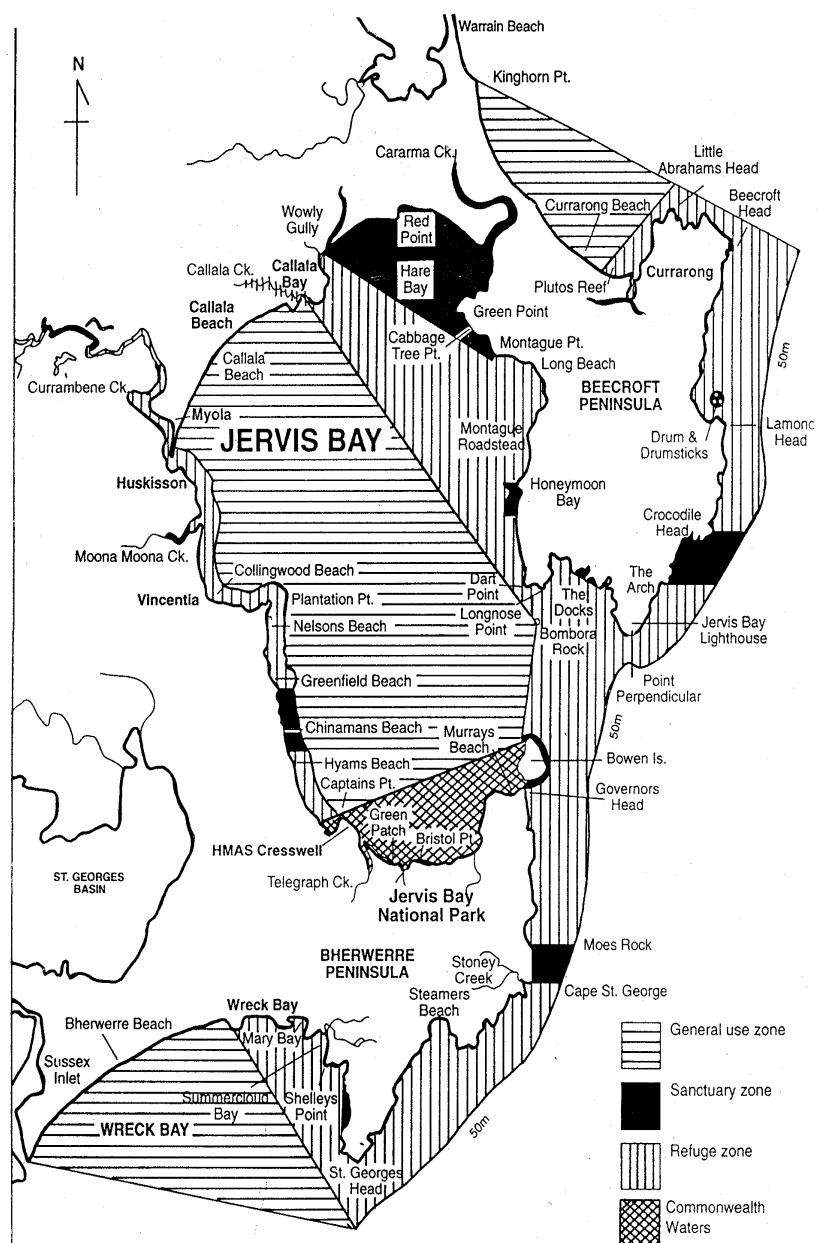 Warrain Beach
N
Kinghorn Pt.
Cararma Ck.
Little
Abrahams Head
Beecroft
Head
Wowly
Gully
Red
Point
Currarong Beach
Callala Ck.
Callala
Bay
Hare
Bay
Plutos Reef
Currarong
Callala
Beach
Green Point
Cabbage
Tree Pt.
Montague Pt.
Long Beach
50m
Callala
Beach
Currambene Ck.
BEECROFT
PENINSULA
Myola
JERVIS BAY
Montague
Roadstead
Drum &
Drumsticks
Lamond
Head
Huskisson
Honeymoon
Bay
Crocodile
Head
Moona Moona Ck.
Collingwood Beach
Dart
Point
The
Docks
The
Arch
Vincentia
Plantation Pt.
Longnose
Point
Nelsons Beach
Bombora
Rock
Jervis Bay
Lighthouse
Greenfield Beach
Point
Perpendicular
50m
Chinamans Beach
Murrays
Beach
Hyams Beach
Bowen Is.
Captains Pt.
Governors
Head
Green
Patch
Bristol Pt
HMAS Cresswell
Telegraph Ck.
ST. GEORGES
BASIN
Jervis Bay
National Park
Moes Rock
BHERWERRE
PENINSULA
Stoney
Creek
Cape St. George
Steamers
Beach
Wreck Bay
Bherwerre Beach
Mary Bay
General use zone
Sussex
Inlet
Summercloud
Bay
Shelleys
Point
Sanctuary zone
WRECK BAY
50m
Refuge zone
St. Georges
Head
Commonwealth
Waters